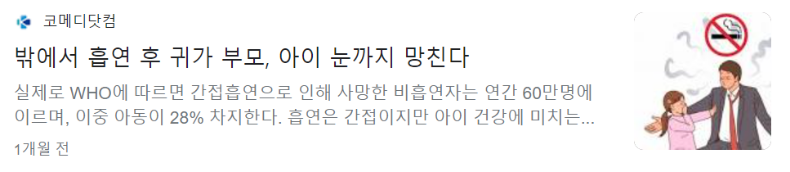 코메디닷컴
밖에서 흡연 후 귀가 부모, 아이 눈까지 망친다
실제로 WHO에 따르면 간접흡연으로 인해 사망한 비흡연자는 연간 60만명에
이르며, 이중 아동이 28% 차지한다. 흡연은 간접이지만 아이 건강에 미치는...
1개월 전